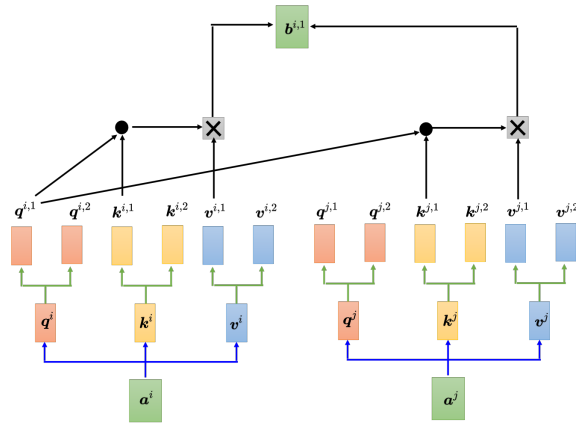 b^{i,1}
q^{i,1} q^{i,2} k^{i,1} k^{i,2} v^{i,1} v^{i,2} q^{j,1} q^{j,2} k^{j,1} k^{j,2} v^{j,1} v^{j,2}
q^i k^i v^i q^j k^j v^j
a^i a^j